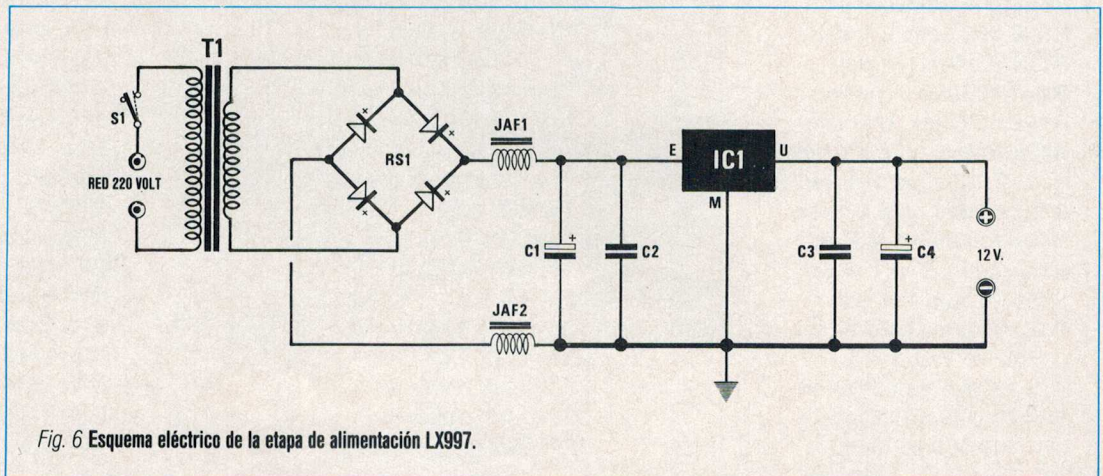 T1
S1
RED 220 VOLT
RS1
JAF1
E
IC1
U
M
C1
+
C2
C3
C4
+
12 V.
JAF2
Fig. 6 Esquema eléctrico de la etapa de alimentación LX997.